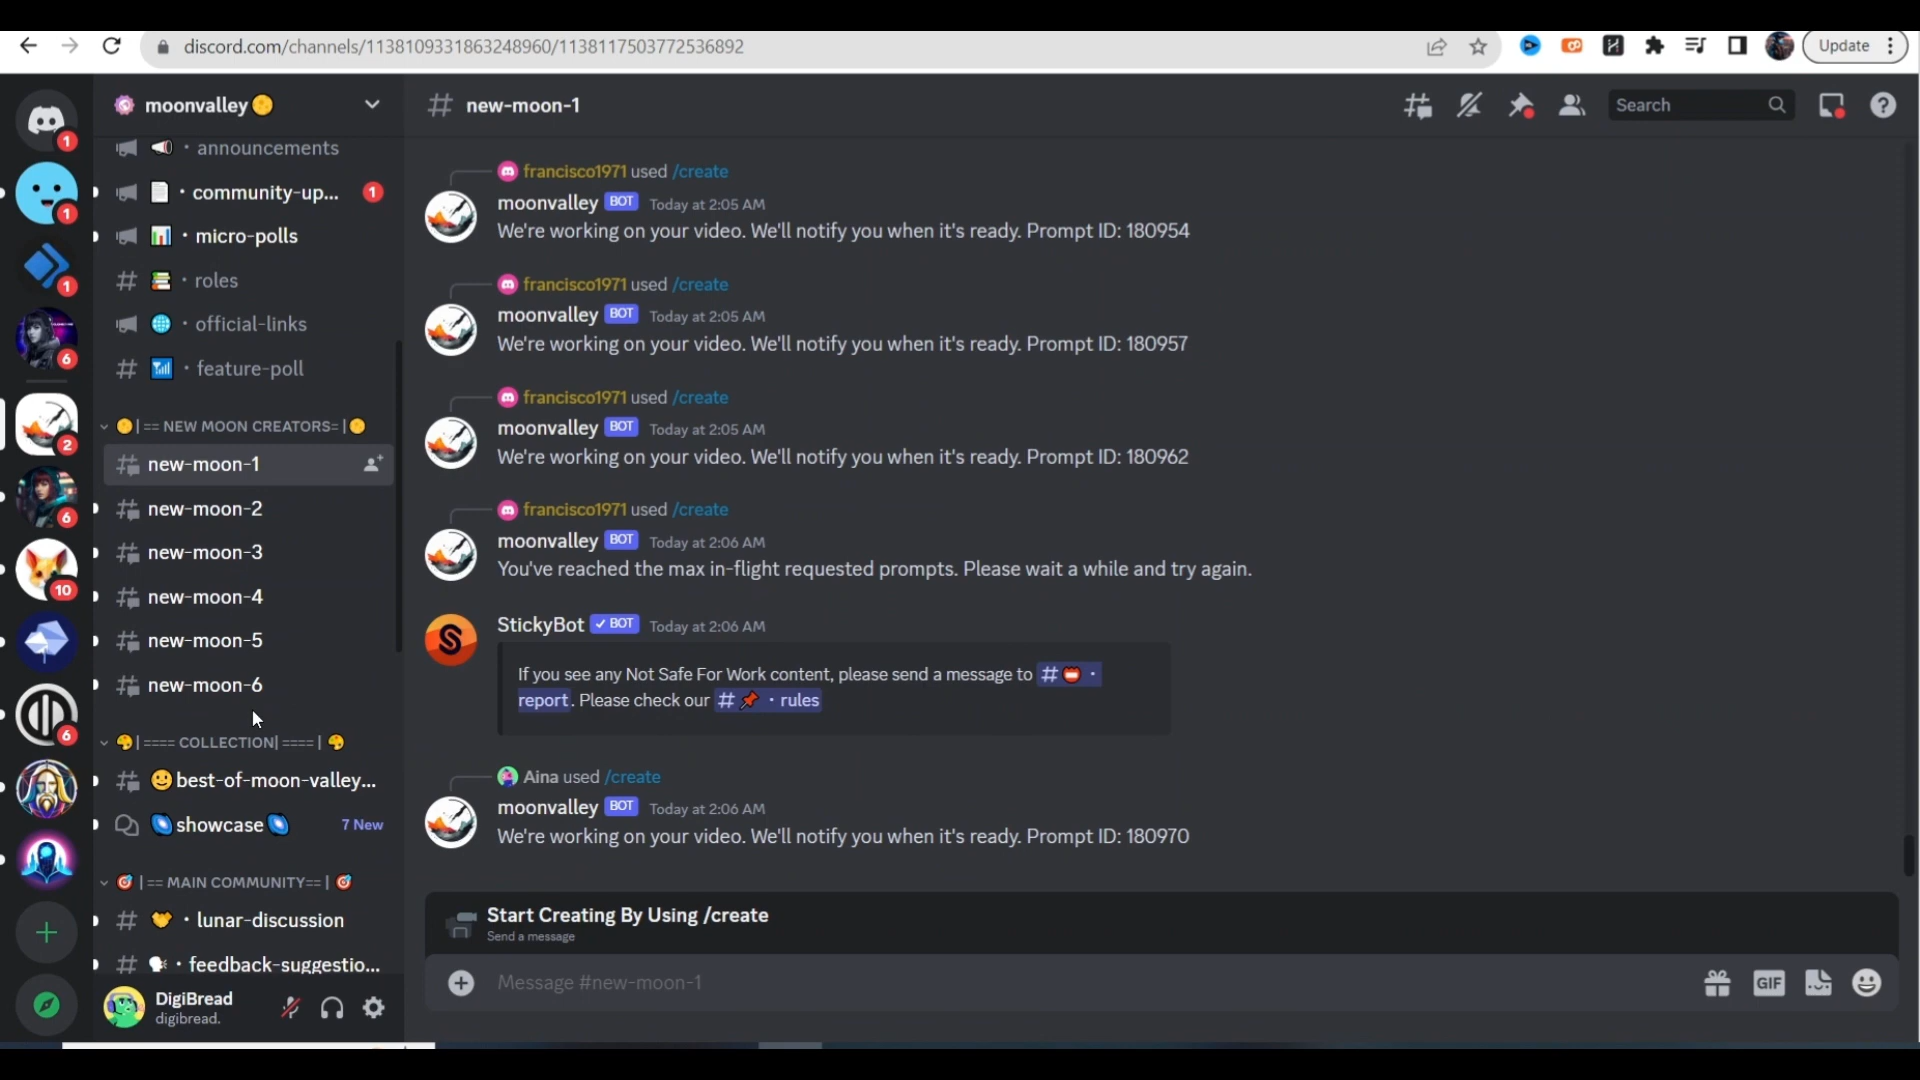 discord.com/channels/1138109331863248960/1138117503772536892
Update
moonvalley
announcements
community-up...
1
micro-polls
roles
official-links
feature-poll
| == NEW MOON CREATORS= |
new-moon-1
new-moon-2
new-moon-3
new-moon-4
new-moon-5
new-moon-6
| ==== COLLECTION| ==== |
best-of-moon-valley...
showcase
7 New
| == MAIN COMMUNITY== |
lunar-discussion
feedback-suggestio...
DigiBread
digibread.
1
1
1
6
2
6
10
6
# new-moon-1
Search
francisco1971 used /create
moonvalley BOT Today at 2:05 AM
We're working on your video. We'll notify you when it's ready. Prompt ID: 180954
francisco1971 used /create
moonvalley BOT Today at 2:05 AM
We're working on your video. We'll notify you when it's ready. Prompt ID: 180957
francisco1971 used /create
moonvalley BOT Today at 2:05 AM
We're working on your video. We'll notify you when it's ready. Prompt ID: 180962
francisco1971 used /create
moonvalley BOT Today at 2:06 AM
You've reached the max in-flight requested prompts. Please wait a while and try again.
StickyBot ✓ BOT Today at 2:06 AM
If you see any Not Safe For Work content, please send a message to # ·
report. Please check our # · rules
Aina used /create
moonvalley BOT Today at 2:06 AM
We're working on your video. We'll notify you when it's ready. Prompt ID: 180970
Start Creating By Using /create
Send a message
Message #new-moon-1
GIF